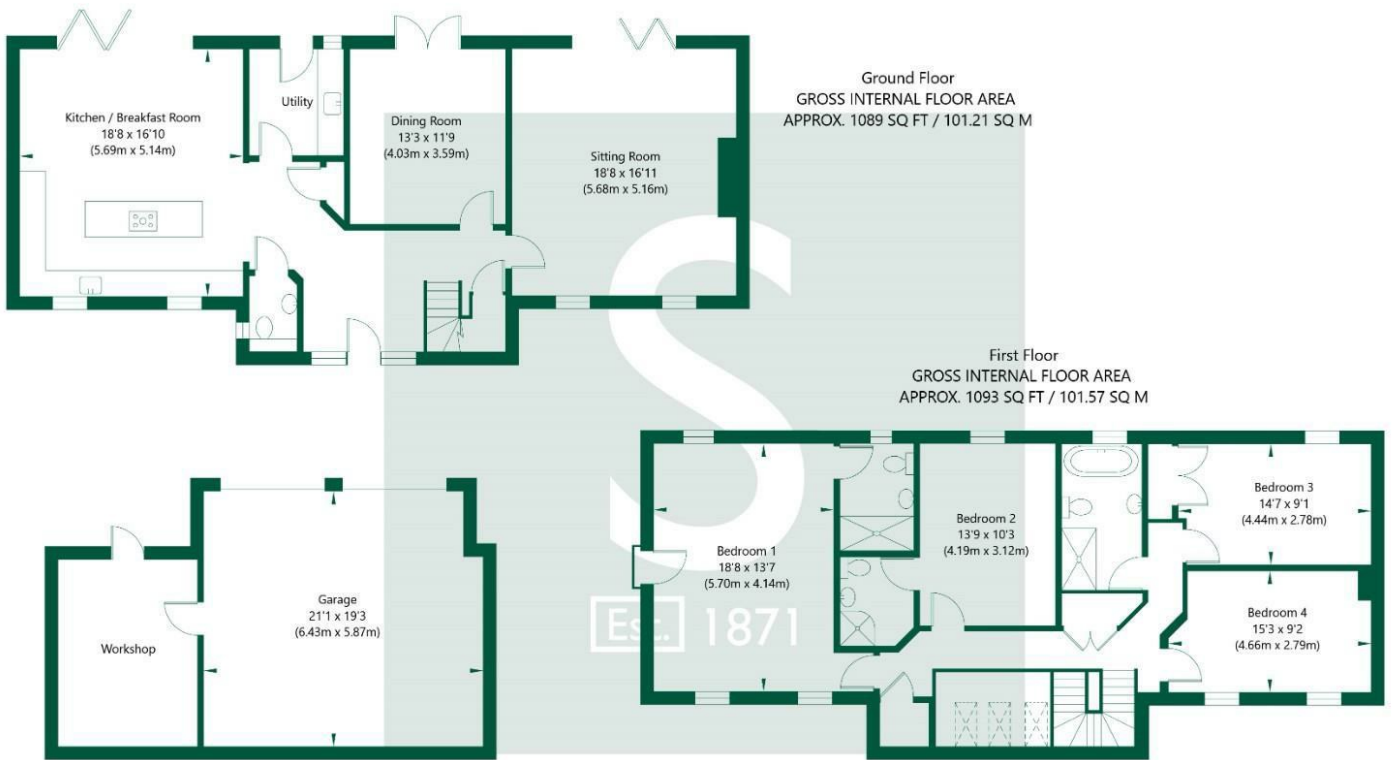 Ground Floor
GROSS INTERNAL FLOOR AREA
APPROX. 1089 SQ FT / 101.21 SQ M
Kitchen / Breakfast Room
18'8 x 16'10
(5.69m x 5.14m)
Utility
Dining Room
13'3 x 11'9
(4.03m x 3.59m)
Sitting Room
18'8 x 16'11
(5.68m x 5.16m)
S
Est. 1871
First Floor
GROSS INTERNAL FLOOR AREA
APPROX. 1093 SQ FT / 101.57 SQ M
Bedroom 1
18'8 x 13'7
(5.70m x 4.14m)
Bedroom 2
13'9 x 10'3
(4.19m x 3.12m)
Bedroom 3
14'7 x 9'1
(4.44m x 2.78m)
Bedroom 4
15'3 x 9'2
(4.66m x 2.79m)
Workshop
Garage
21'1 x 19'3
(6.43m x 5.87m)